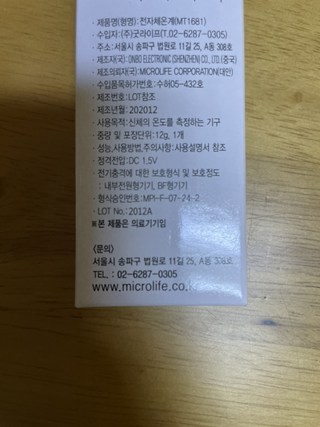 · 제품명(형명): 전자체온계(MT1681)
· 수입자: (주)굿라이프(T.02-6287-0305)
· 주소: 서울시 송파구 법원로 11길 25, A동 308호
· 제조자(국): ONBO ELECTRONIC (SHENZHEN) CO., LTD.(중국)
· 제조의뢰자(국): MICROLIFE CORPORATION(대만)
· 수입품목허가번호: 수허05-432호
· 제조번호: LOT참조
· 제조년월: 202012
· 사용목적: 신체의 온도를 측정하는 기구
· 중량 및 포장단위: 12g, 1개
· 성능,사용방법,주의사항: 사용설명서 참조
· 정격전압: DC 1.5V
· 전기충격에 대한 보호형식 및 보호정도
: 내부전원형기기, BF형기기
· 형식승인번호: MPI-F-07-24-2
· LOT No.: 2012A
※본 제품은 의료기기임
<문의>
서울시 송파구 법원로 11길 25, A동 308호
TEL. : 02-6287-0305
www.microlife.co.k